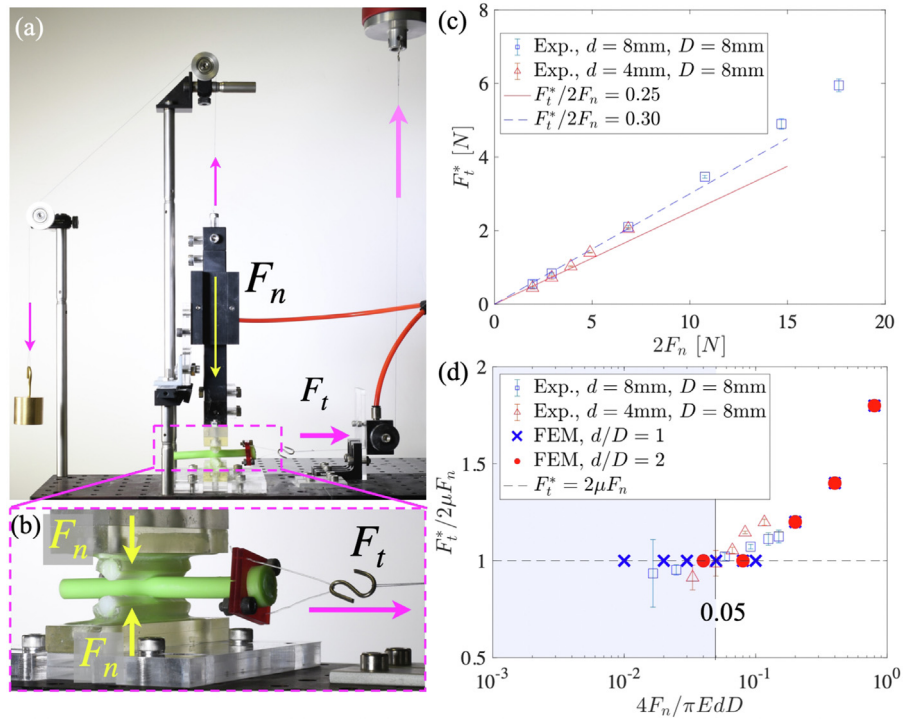 (a)
F_n
F_t
(b)
F_n
F_t
F_n
(c)
8
6
4
2
0
0
5
10
15
20
F_t^* [N]
2F_n [N]
Exp., d = 8mm, D = 8mm
Exp., d = 4mm, D = 8mm
F_t^*/2F_n = 0.25
F_t^*/2F_n = 0.30
(d)
2
1.5
1
0.5
10^{-3}
10^{-2}
10^{-1}
10^0
F_t^*/2μF_n
4F_n/πEdD
Exp., d = 8mm, D = 8mm
Exp., d = 4mm, D = 8mm
FEM, d/D = 1
FEM, d/D = 2
F_t^* = 2μF_n
0.05